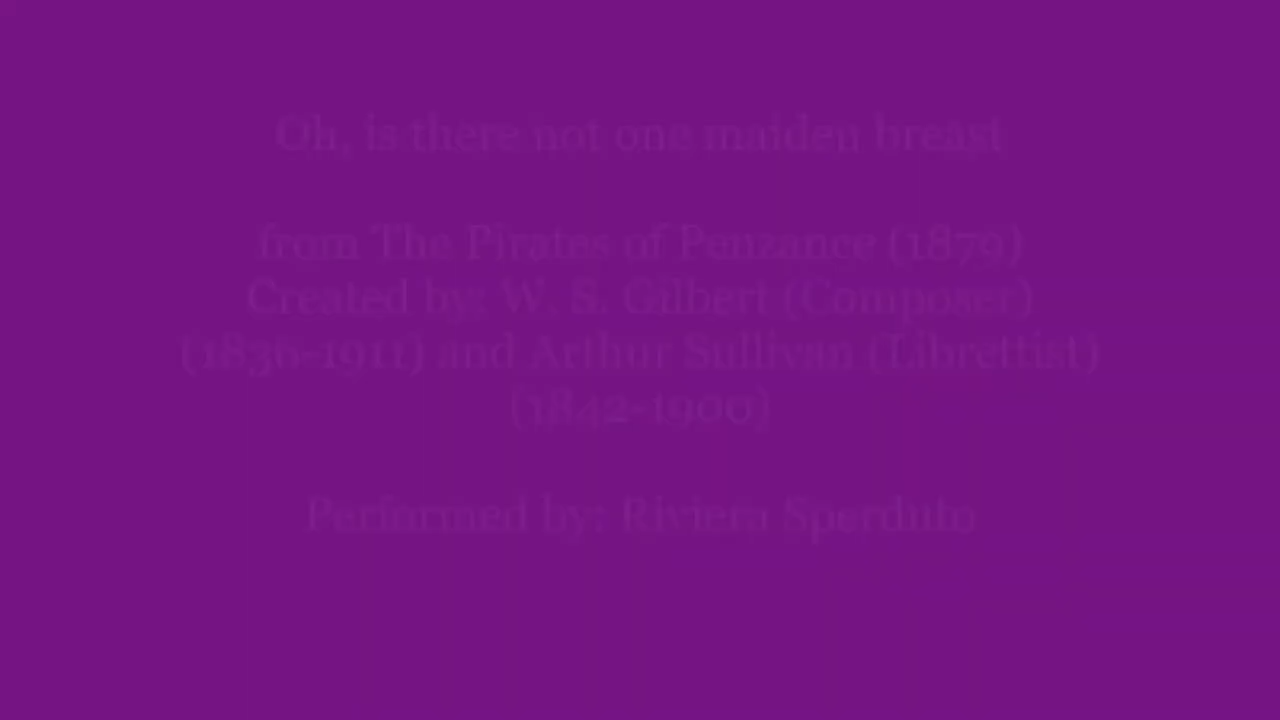 Oh, is there not one maiden breast
from The Pirates of Penzance (1879)
Created by: W. S. Gilbert (Composer)
(1836-1911) and Arthur Sullivan (Librettist)
(1842-1900)
Performed by: Riviera Sperduto